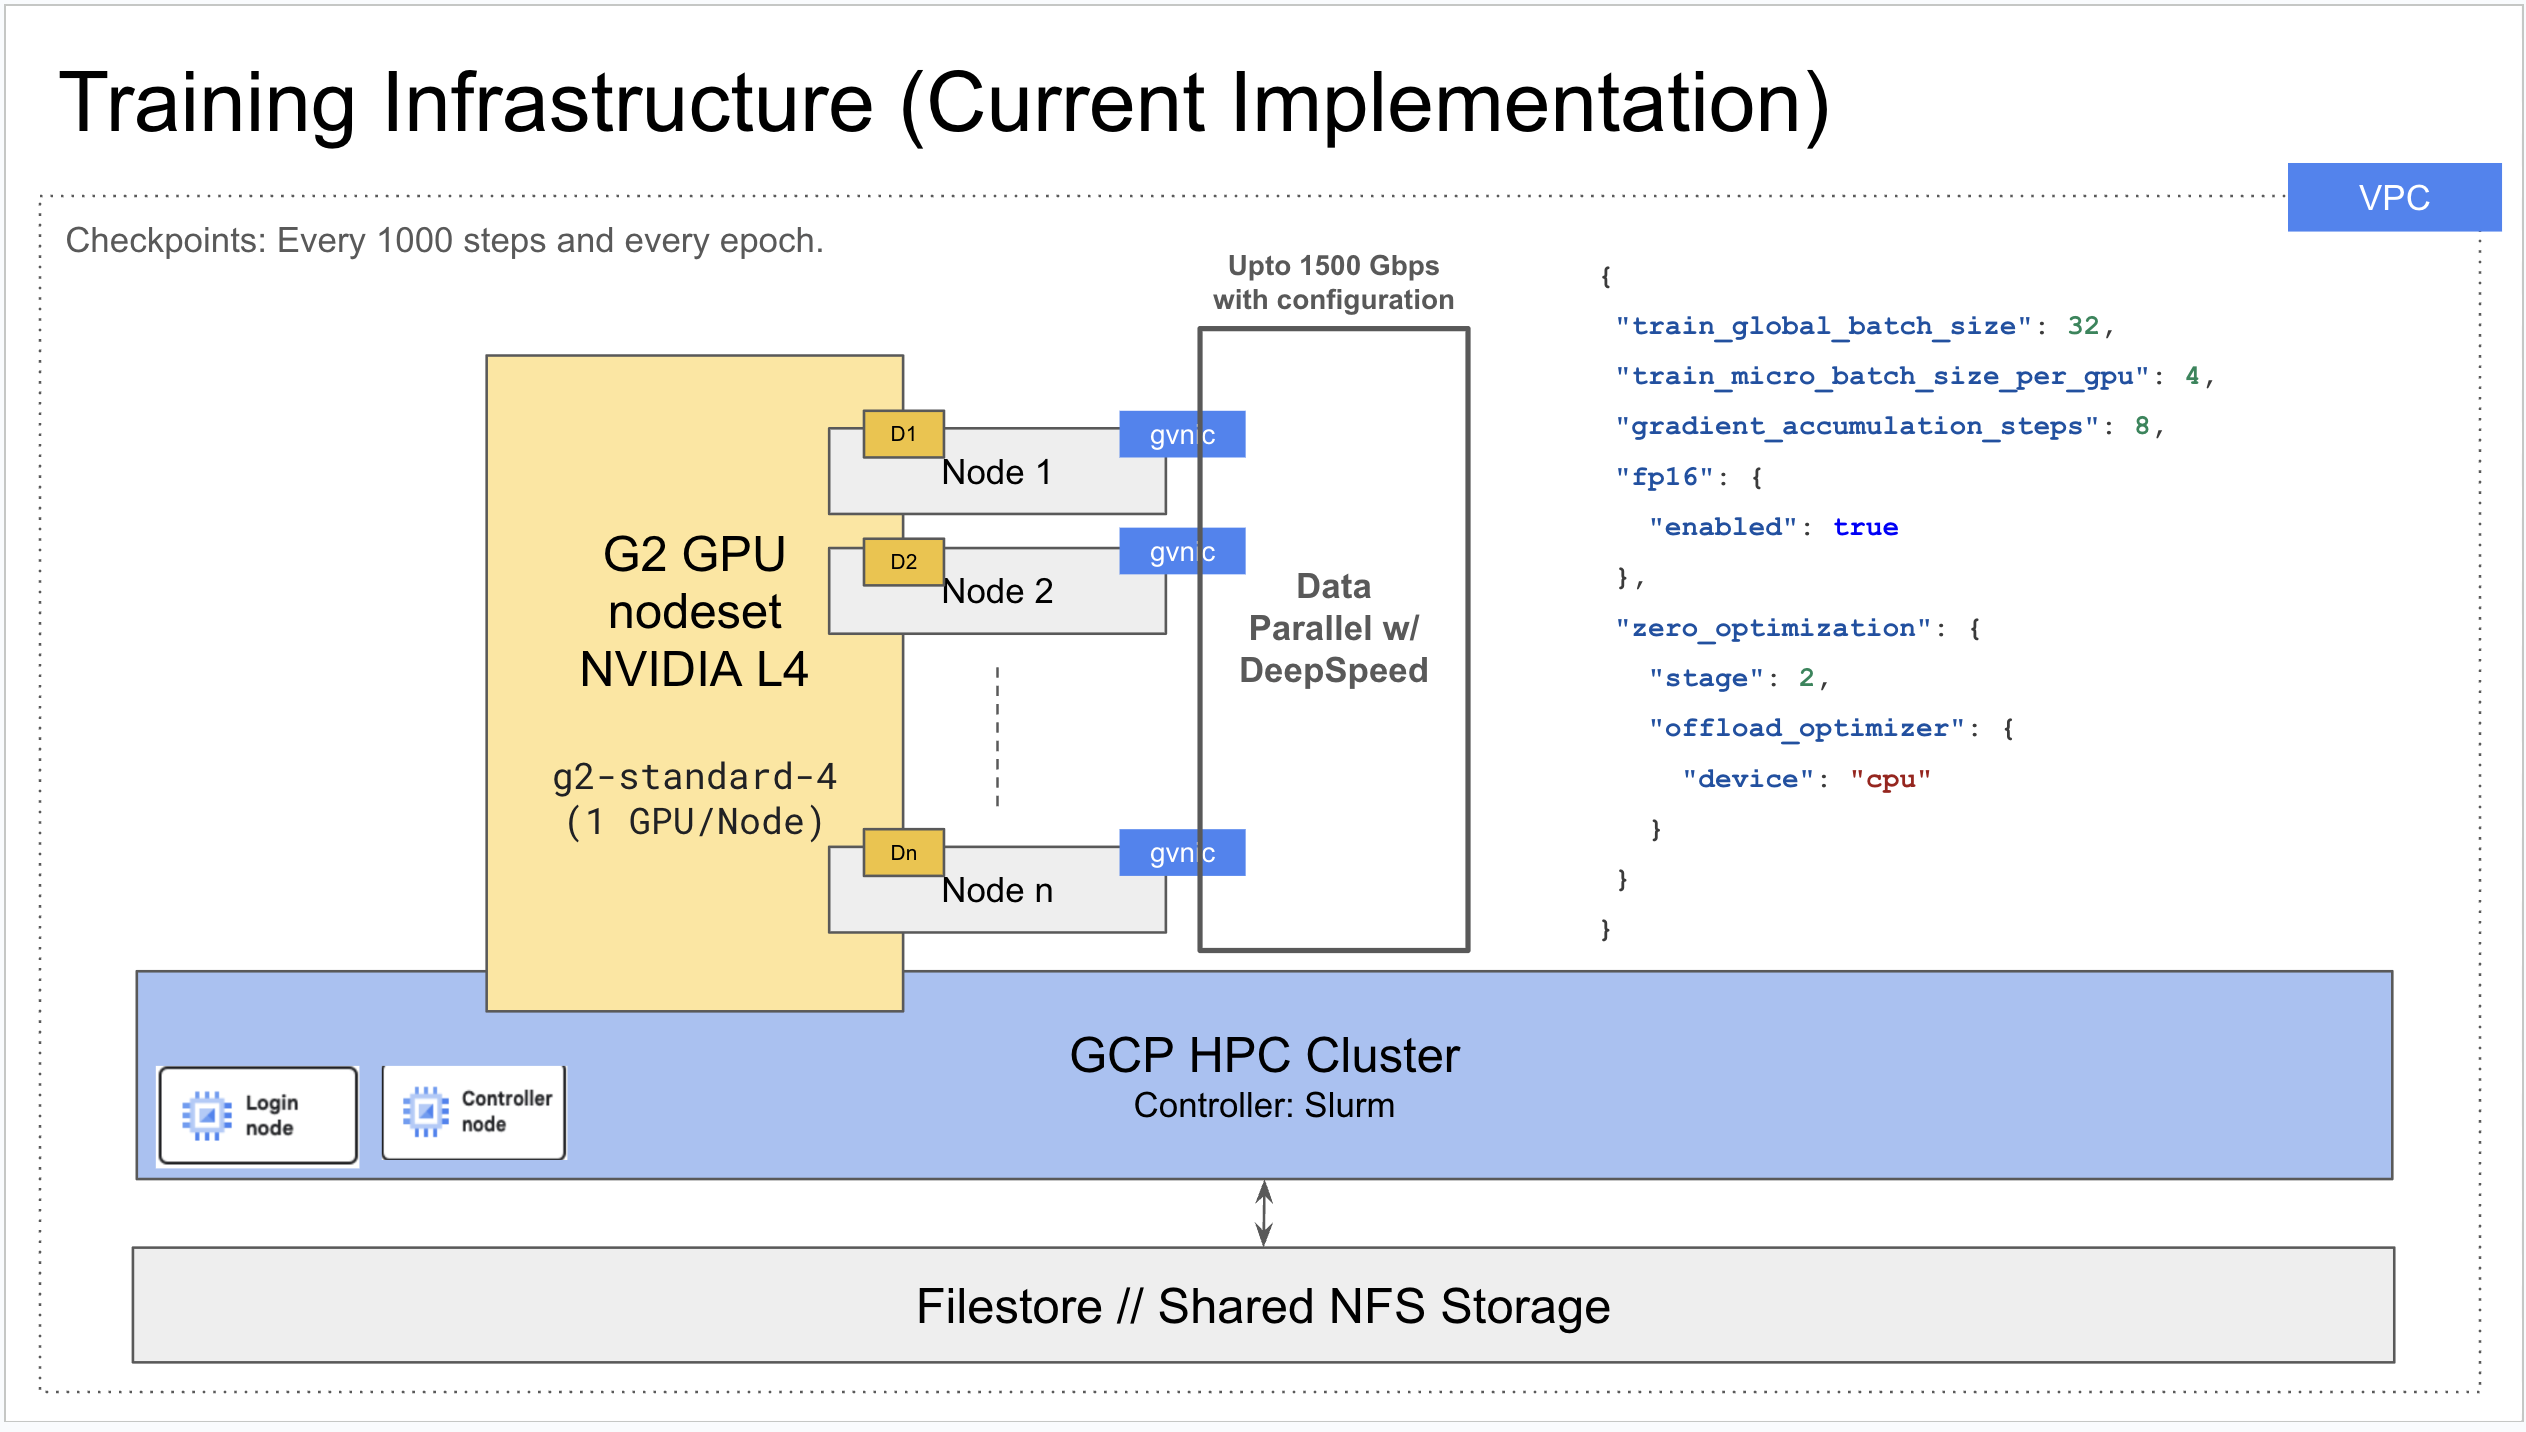 Training Infrastructure (Current Implementation)
VPC
Checkpoints: Every 1000 steps and every epoch.
Upto 1500 Gbps
with configuration
G2 GPU
nodeset
NVIDIA L4
g2-standard-4
(1 GPU/Node)
D1
Node 1
gvnic
D2
Node 2
gvnic
Dn
Node n
gvnic
Data
Parallel w/
DeepSpeed
{
"train_global_batch_size": 32,
"train_micro_batch_size_per_gpu": 4,
"gradient_accumulation_steps": 8,
"fp16": {
"enabled": true
},
"zero_optimization": {
"stage": 2,
"offload_optimizer": {
"device": "cpu"
}
}
}
GCP HPC Cluster
Controller: Slurm
Login
node
Controller
node
Filestore // Shared NFS Storage